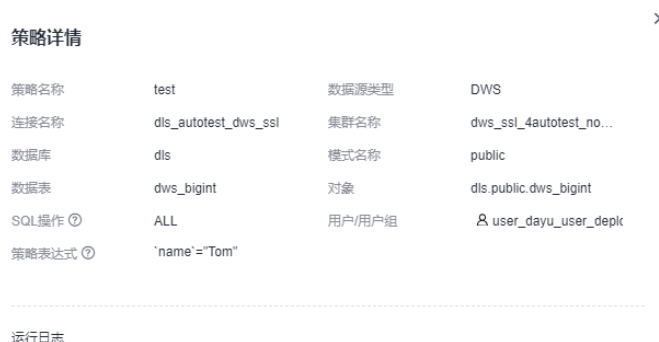 策略详情
策略名称 test 数据源类型 DWS
连接名称 dls_autotest_dws_ssl 集群名称 dws_ssl_4autotest_no...
数据库 dls 模式名称 public
数据表 dws_bigint 对象 dls.public.dws_bigint
SQL操作 ALL 用户/用户组 user_dayu_user_deplo
策略表达式 `name`="Tom"
运行日志